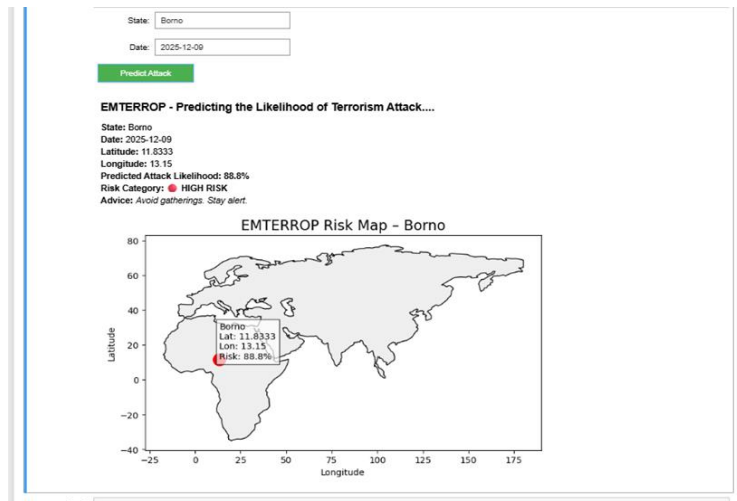 State: Borno
Date: 2025-12-09
Predict Attack
EMTERROP - Predicting the Likelihood of Terrorism Attack....
State: Borno
Date: 2025-12-09
Latitude: 11.8333
Longitude: 13.15
Predicted Attack Likelihood: 88.8%
Risk Category: HIGH RISK
Advice: Avoid gatherings. Stay alert.
EMTERROP Risk Map – Borno
80
60
40
20
0
−20
−40
Latitude
Borno
Lat: 11.8333
Lon: 13.15
Risk: 88.8%
−25 0 25 50 75 100 125 150 175
Longitude